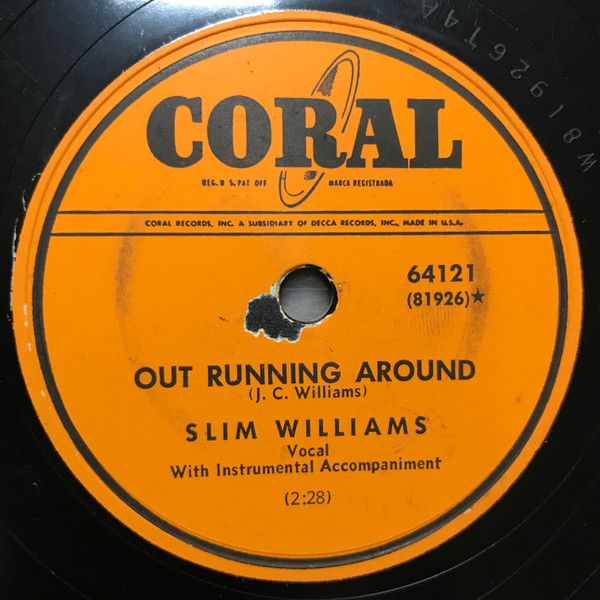 CORAL
REG. U S. PAT OFF MARCA REGISTRADA
CORAL RECORDS, INC. A SUBSIDIARY OF DECCA RECORDS, INC., MADE IN U.S.A.
64121
(81926)★
OUT RUNNING AROUND
(J. C. Williams)
SLIM WILLIAMS
Vocal
With Instrumental Accompaniment
(2:28)
W81926T4A